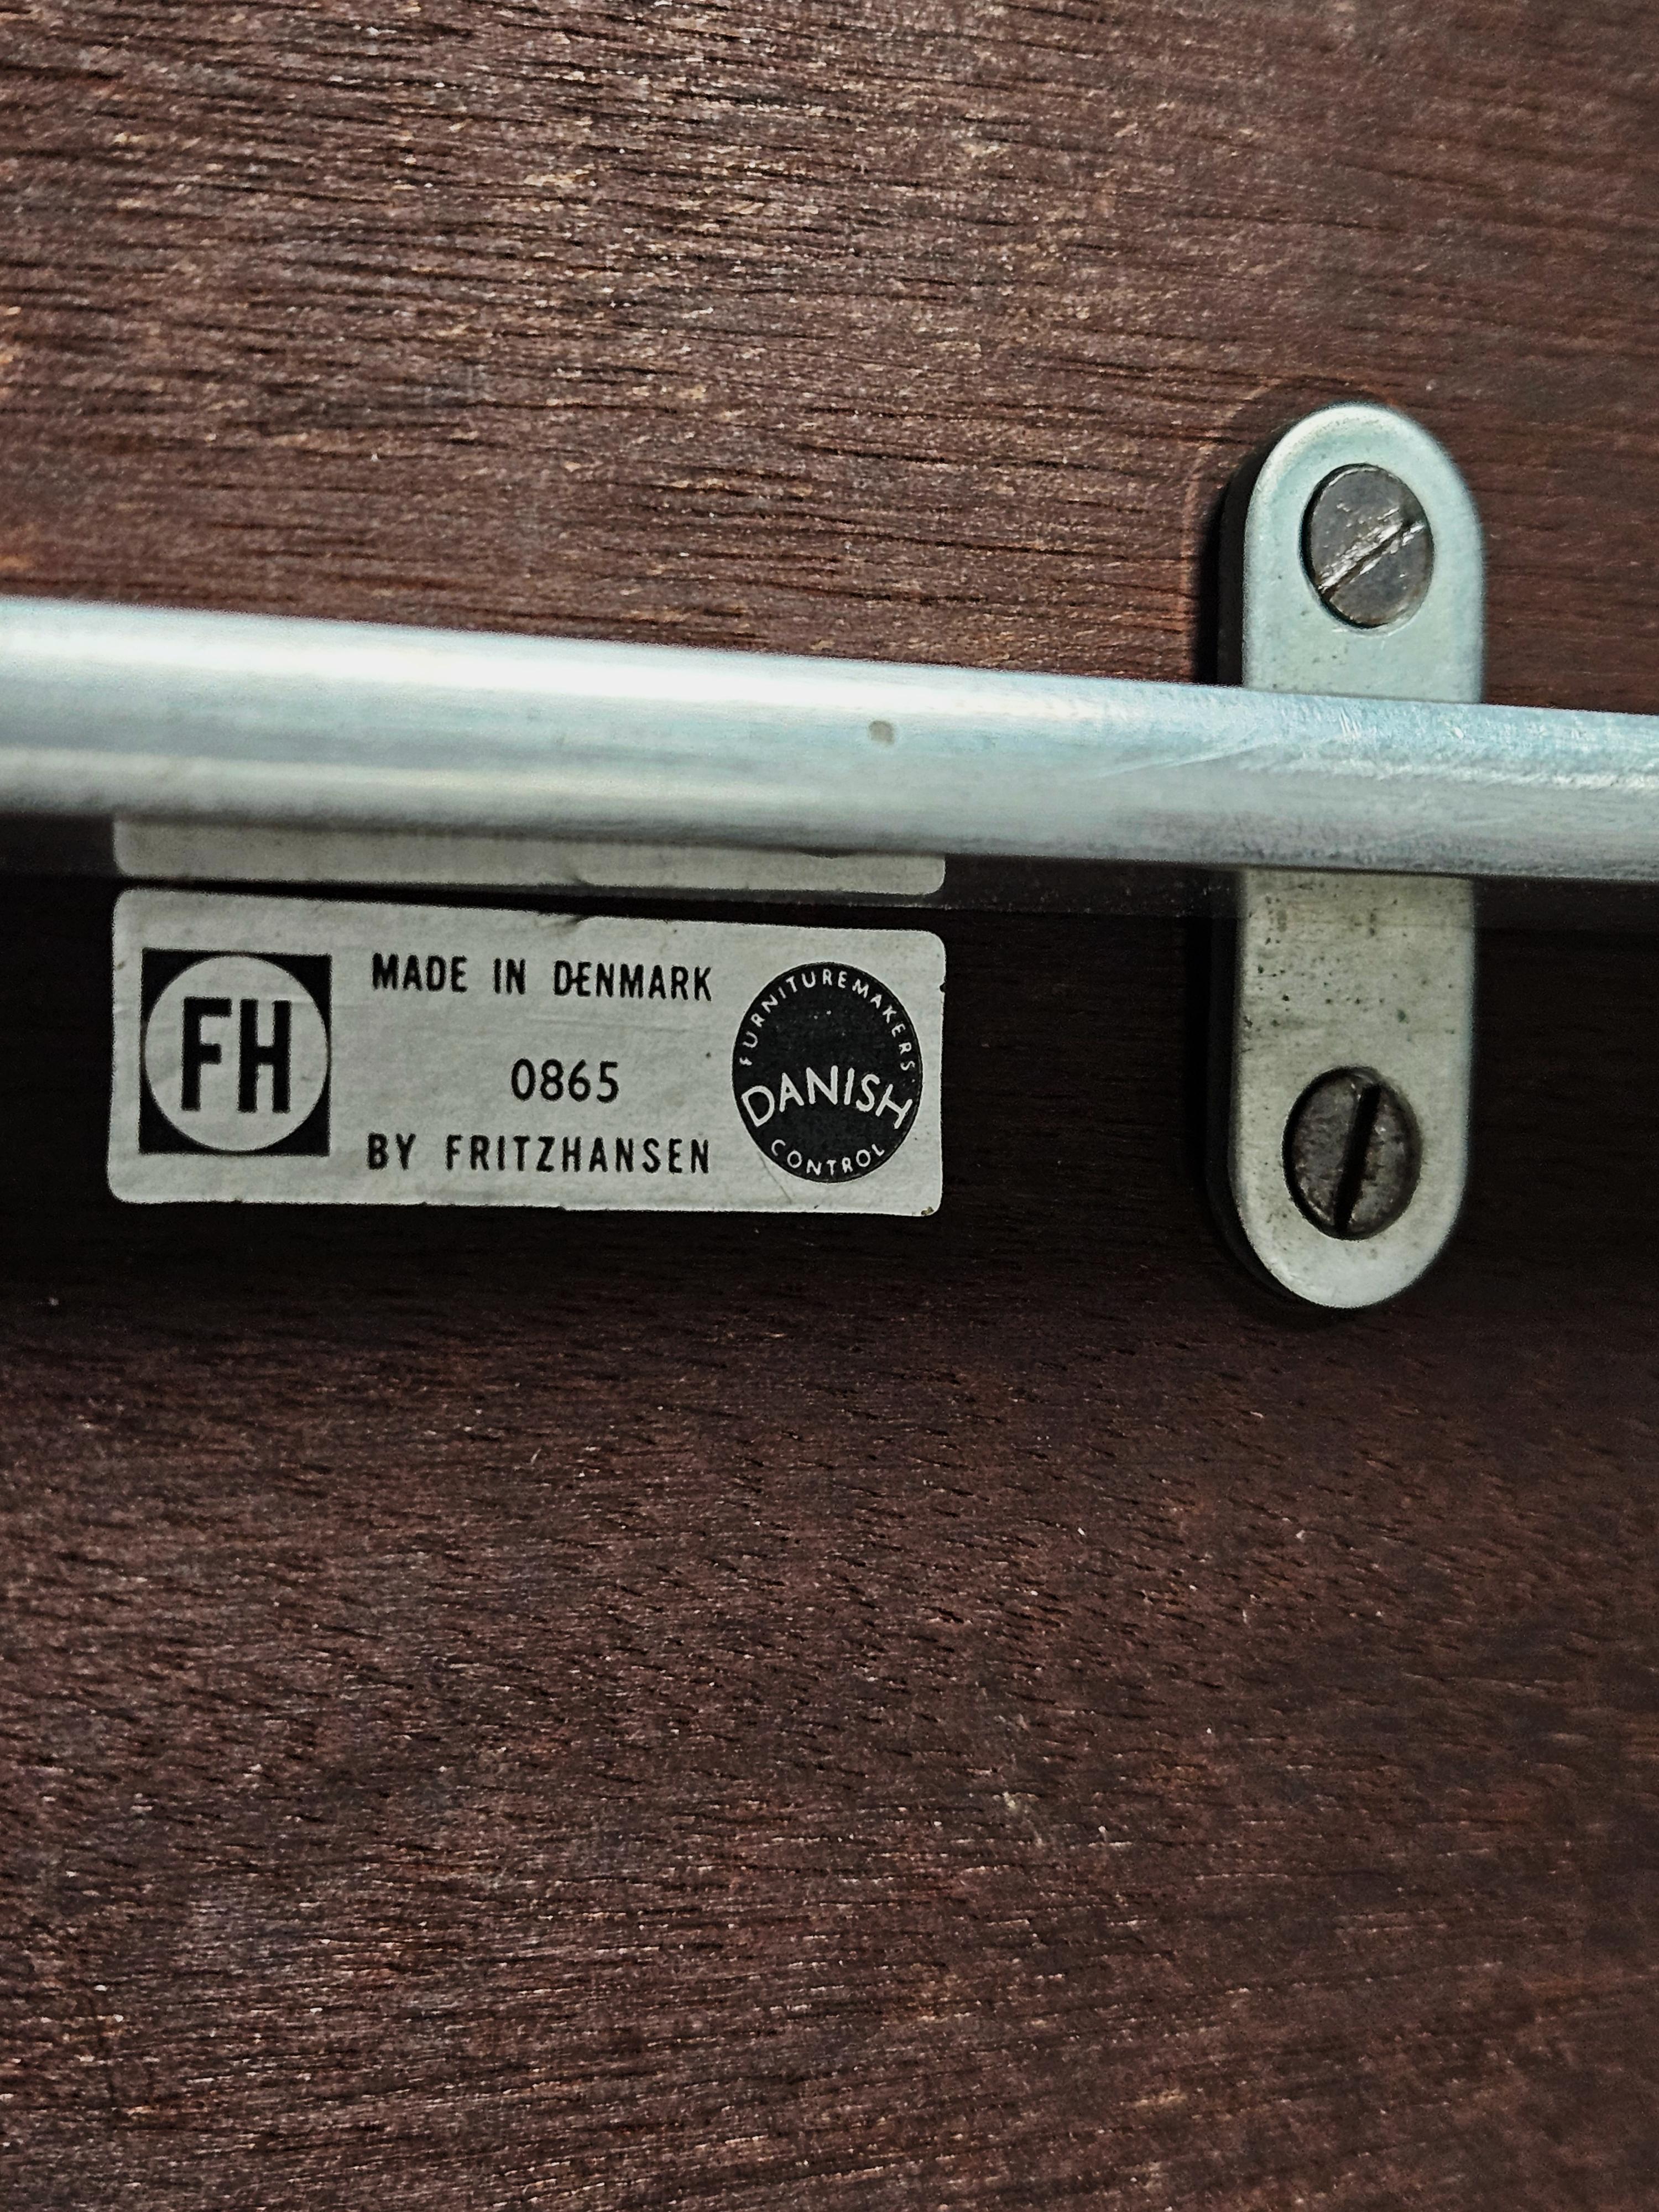 FH
MADE IN DENMARK
0865
BY FRITZHANSEN
FURNITUREMAKERS
DANISH
CONTROL